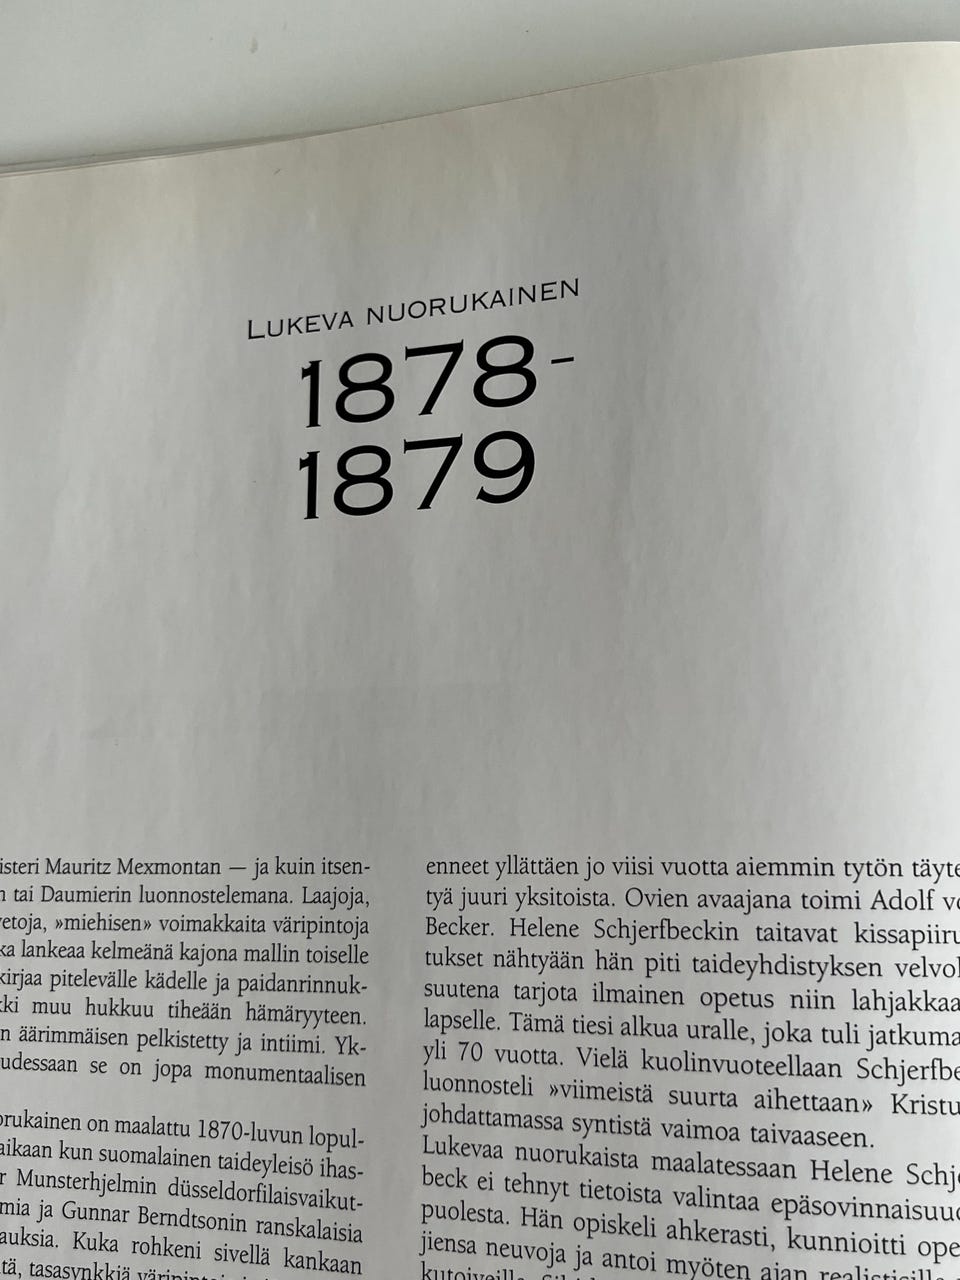 LUKEVA NUORUKAINEN
1878-
1879
isteri Mauritz Mexmontan — ja kuin itsen-
n tai Daumierin luonnostelemana. Laajoja,
vetoja, »miehisen» voimakkaita väripintoja
ka lankeaa kelmeänä kajona mallin toiselle
kirjaa pitelevälle kädelle ja paidanrinnuk-
kki muu hukkuu tiheään hämäryyteen.
n äärimmäisen pelkistetty ja intiimi. Yk-
udessaan se on jopa monumentaalisen
orukainen on maalattu 1870-luvun lopul-
aikaan kun suomalainen taideyleisö ihas-
r Munsterhjelmin düsseldorfilaisvaikut-
mia ja Gunnar Berndtsonin ranskalaisia
auksia. Kuka rohkeni sivellä kankaan
tä, tasasynkkiä
enneet yllättäen jo viisi vuotta aiemmin tytön täyte
tyä juuri yksitoista. Ovien avaajana toimi Adolf vo
Becker. Helene Schjerfbeckin taitavat kissapiiru
tukset nähtyään hän piti taideyhdistyksen velvol
suutena tarjota ilmainen opetus niin lahjakkaa
lapselle. Tämä tiesi alkua uralle, joka tuli jatkuma
yli 70 vuotta. Vielä kuolinvuoteellaan Schjerfbe
luonnosteli »viimeistä suurta aihettaan» Kristu
johdattamassa syntistä vaimoa taivaaseen.
Lukevaa nuorukaista maalatessaan Helene Schje
beck ei tehnyt tietoista valintaa epäsovinnaisuud
puolesta. Hän opiskeli ahkerasti, kunnioitti ope
jiensa neuvoja ja antoi myöten ajan realistisille